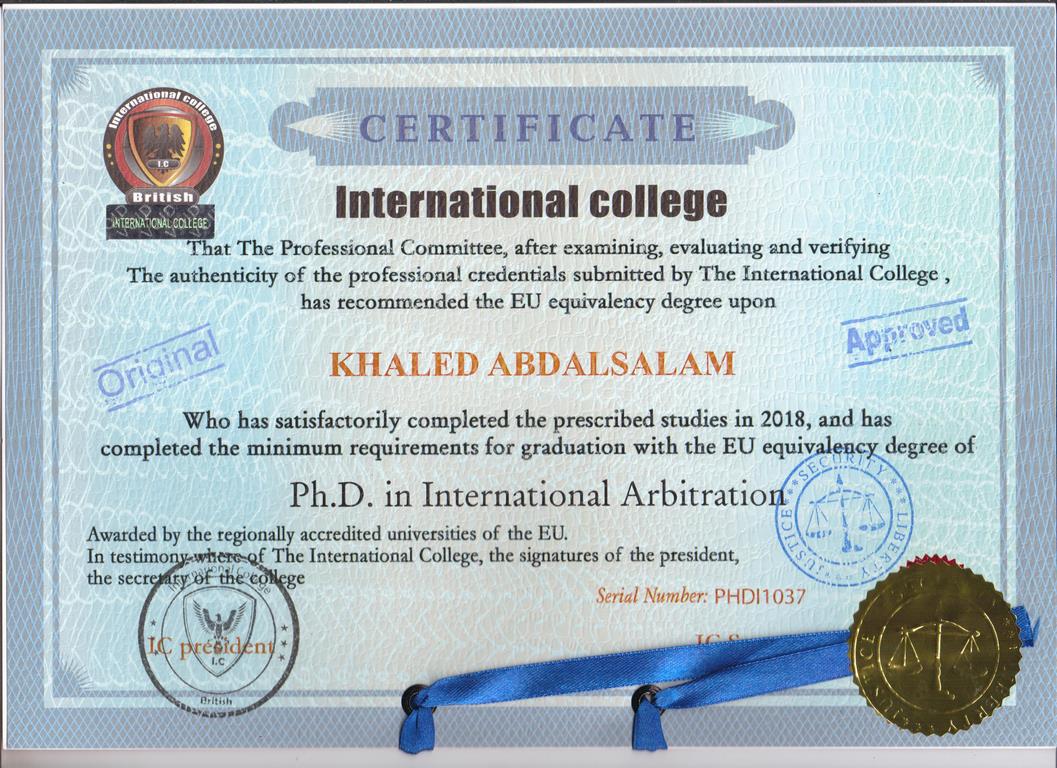 International college
I.C
British
INTERNATIONAL COLLEGE
CERTIFICATE
International college
That The Professional Committee, after examining, evaluating and verifying
The authenticity of the professional credentials submitted by The International College ,
has recommended the EU equivalency degree upon
Approved
Original
KHALED ABDALSALAM
Who has satisfactorily completed the prescribed studies in 2018, and has
completed the minimum requirements for graduation with the EU equivalency degree of
Ph.D. in International Arbitration
SECURITY LIBERTY JUSTICE
Awarded by the regionally accredited universities of the EU.
In testimony where of The International College, the signatures of the president,
the secretary of the college
Serial Number: PHDI1037
International College
IC président
I.C
British
IC
LIBERTY JUSTICE